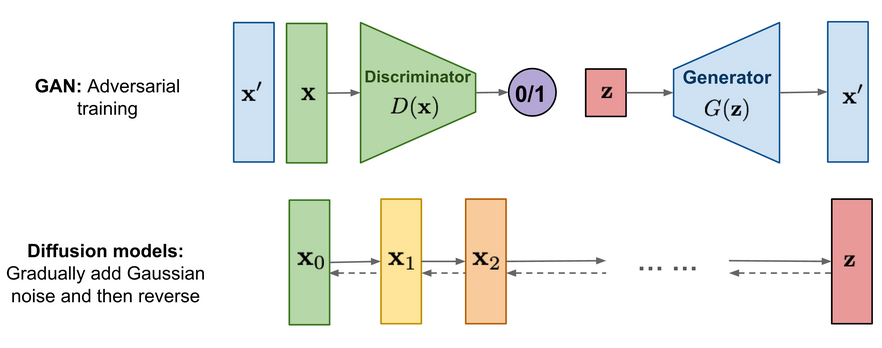 GAN: Adversarial
training
x′
x
Discriminator
D(x)
0/1
z
Generator
G(z)
x′
Diffusion models:
Gradually add Gaussian
noise and then reverse
x₀
x₁
x₂
... ...
z